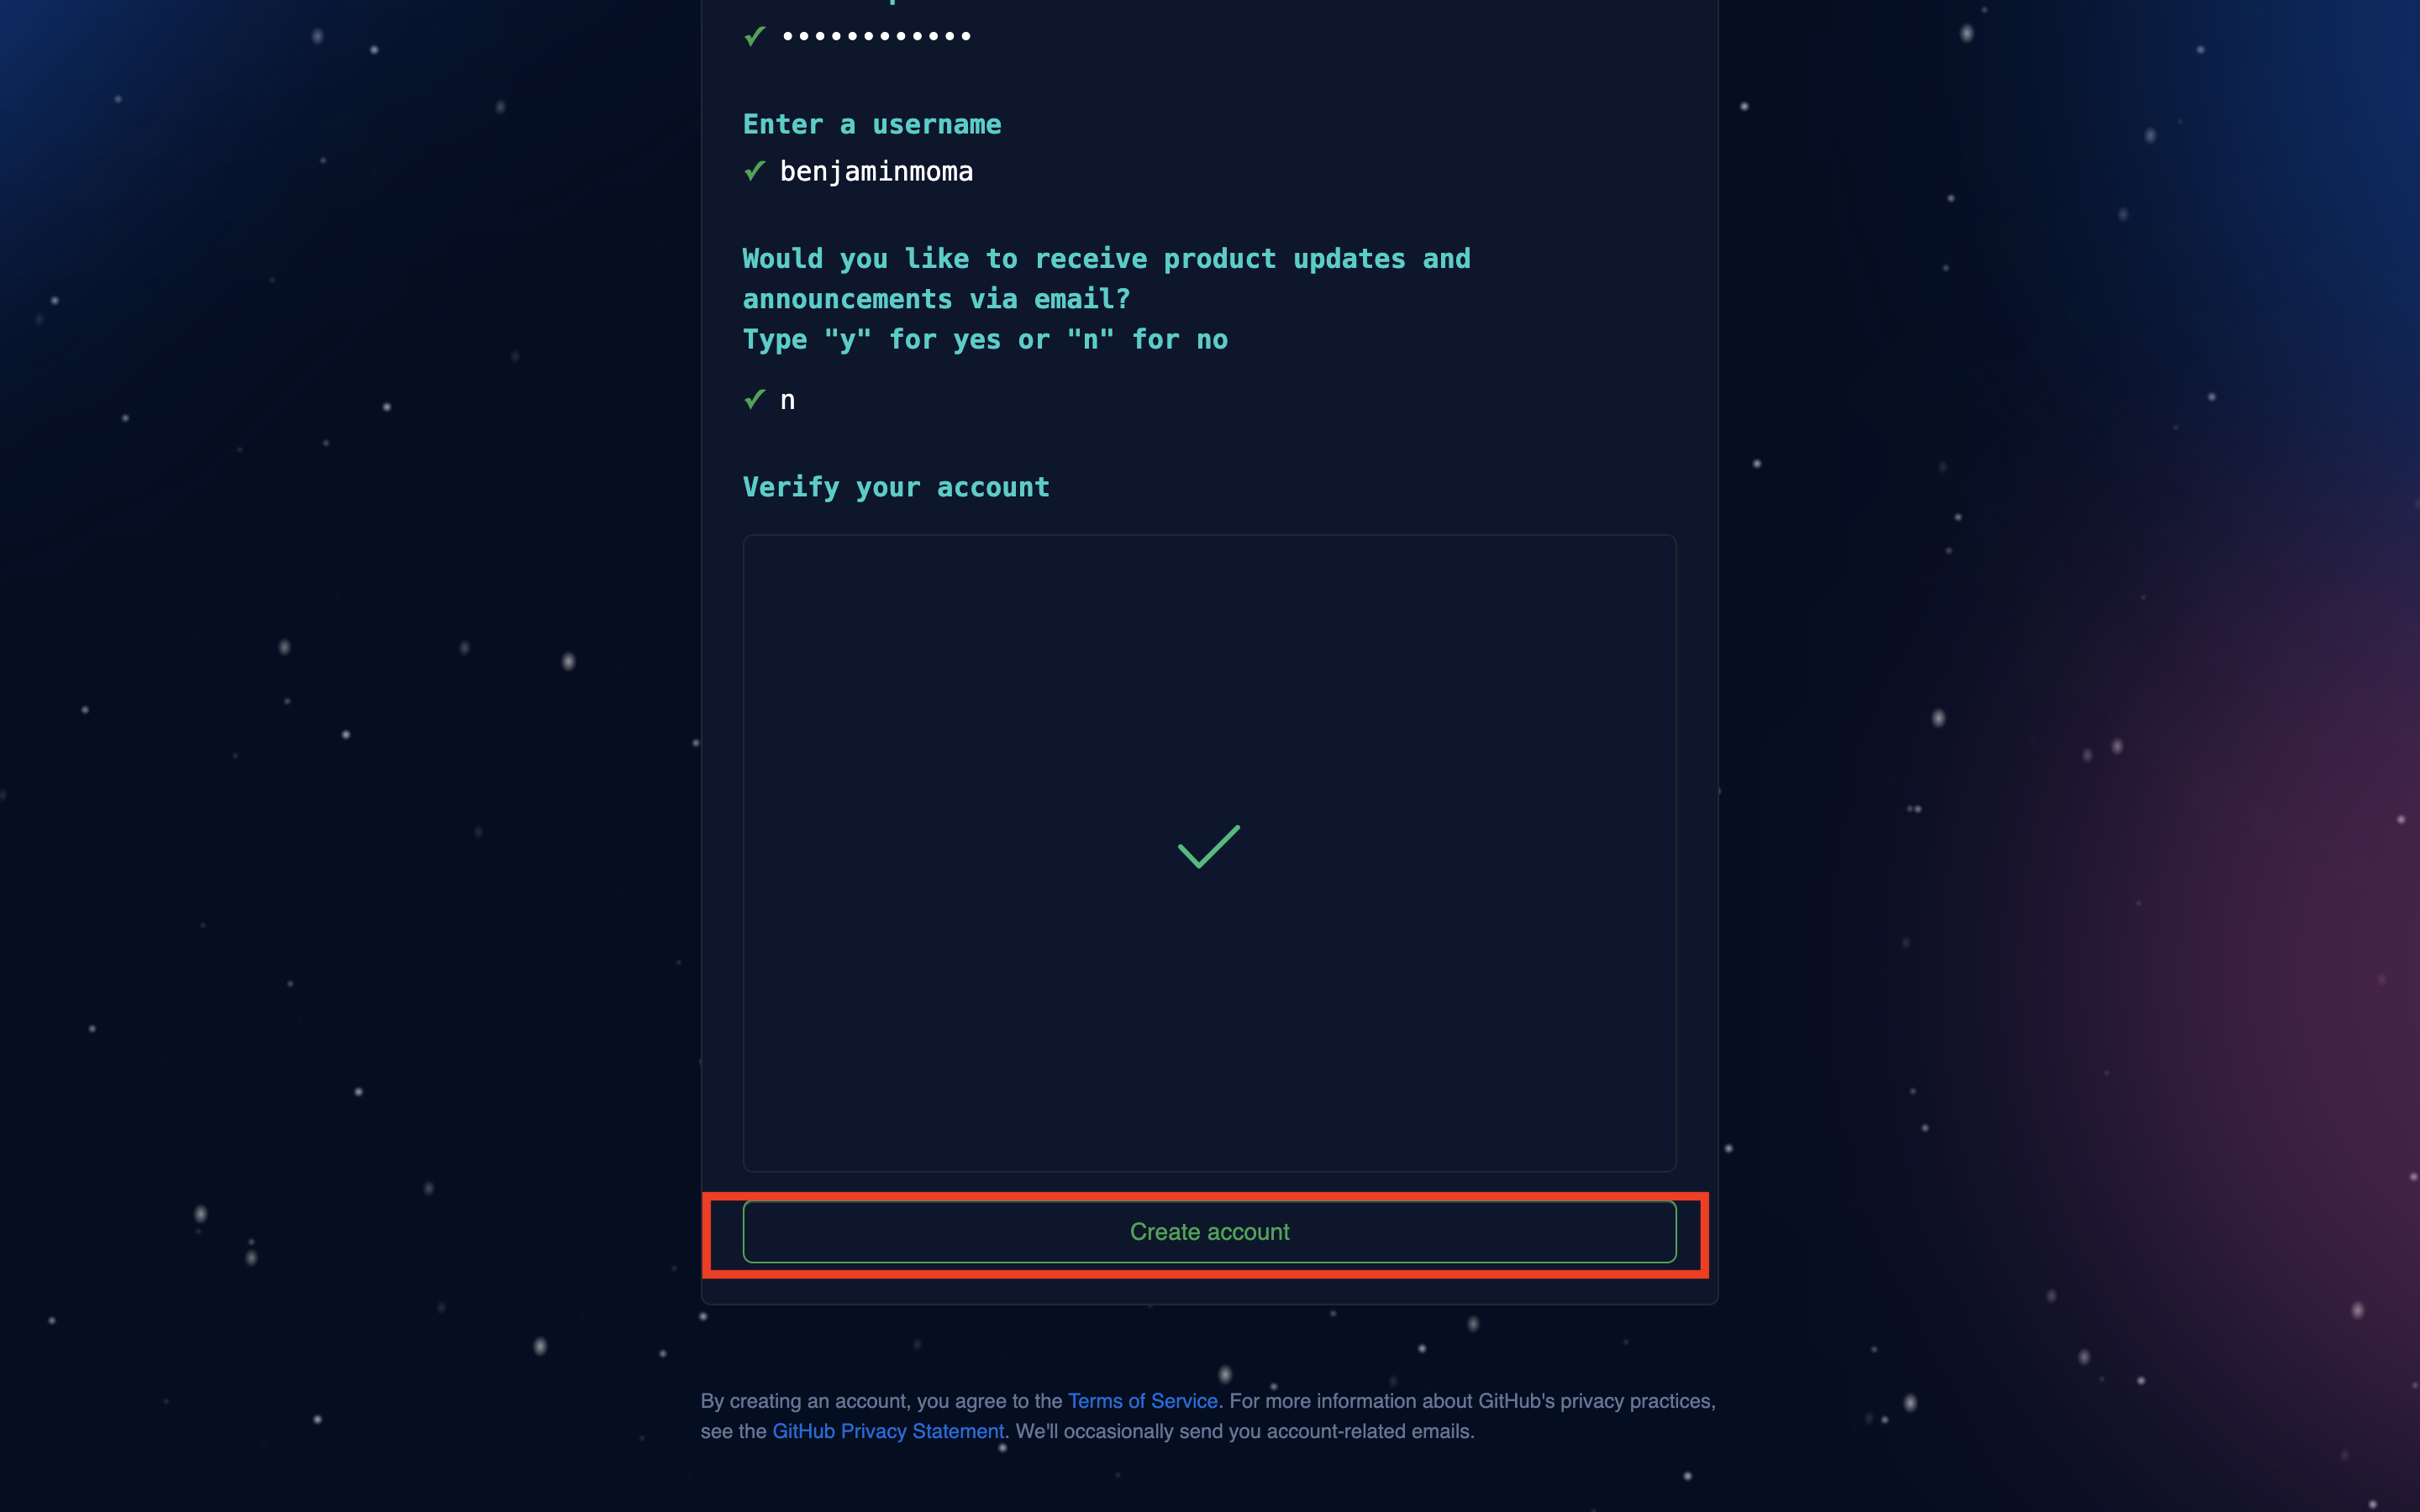 ••••••••••••
Enter a username
benjaminmoma
Would you like to receive product updates and
announcements via email?
Type "y" for yes or "n" for no
n
Verify your account
Create account
By creating an account, you agree to the Terms of Service. For more information about GitHub's privacy practices,
see the GitHub Privacy Statement. We'll occasionally send you account-related emails.